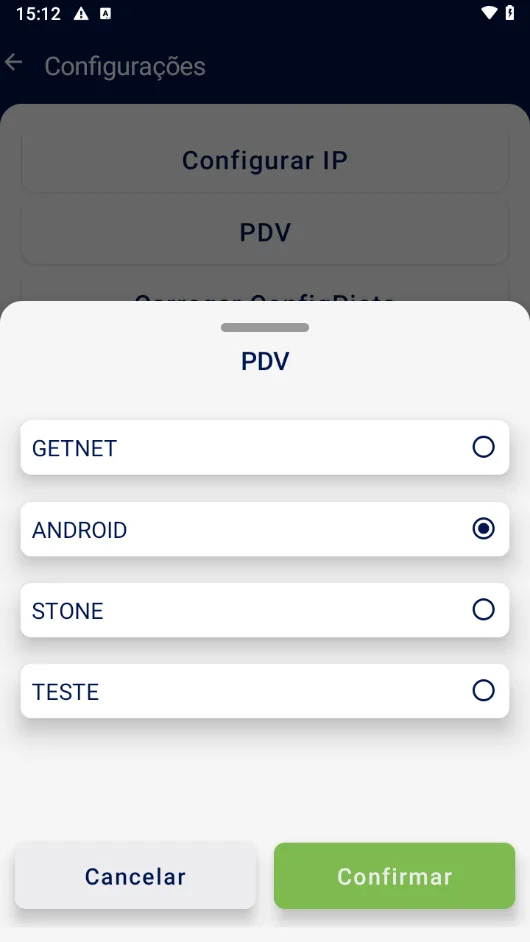 15:12
Configurações
Configurar IP
PDV
PDV
GETNET
ANDROID
STONE
TESTE
Cancelar
Confirmar